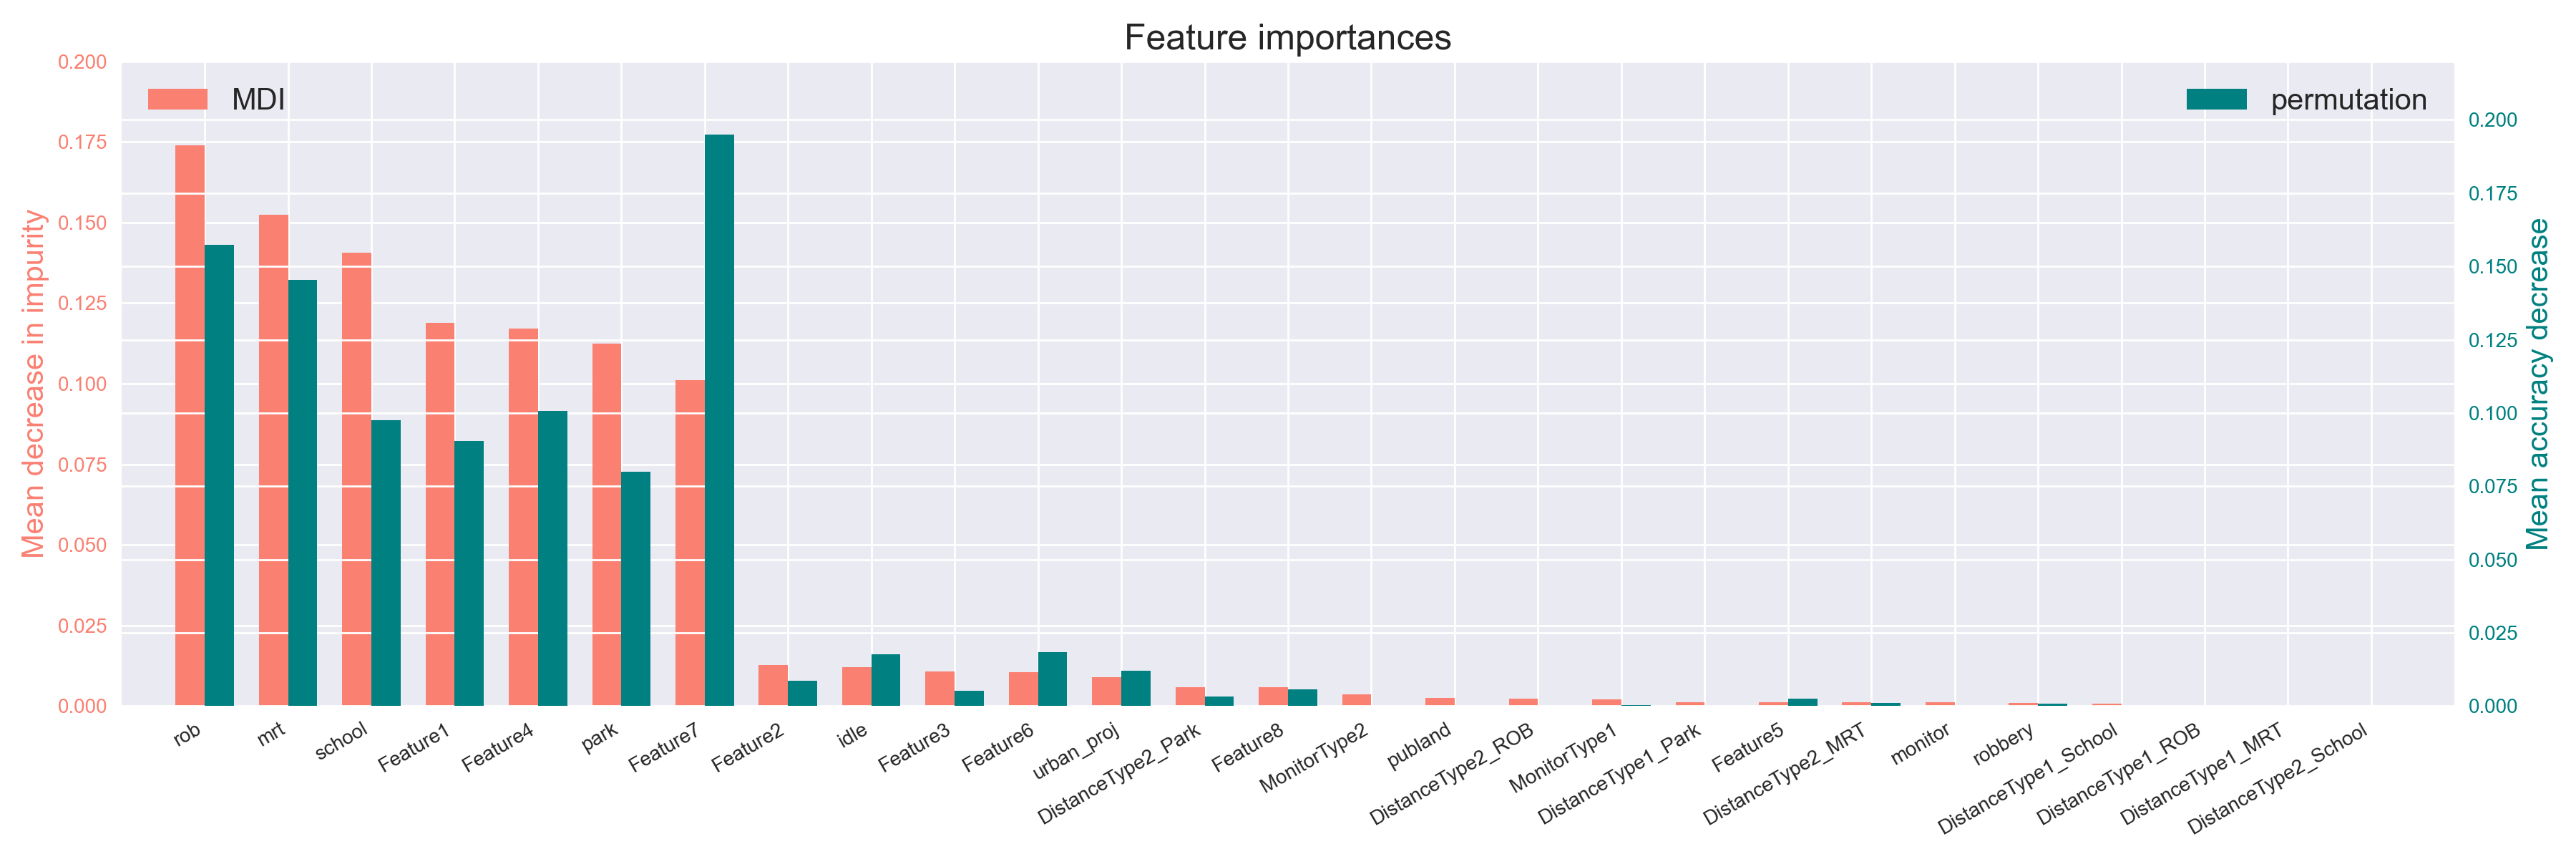 Feature importances
MDI
permutation
Mean decrease in impurity
0.200
0.175
0.150
0.125
0.100
0.075
0.050
0.025
0.000
Mean accuracy decrease
0.200
0.175
0.150
0.125
0.100
0.075
0.050
0.025
0.000
rob
mrt
school
Feature1
Feature4
park
Feature7
Feature2
idle
Feature3
Feature6
urban_proj
DistanceType2_Park
Feature8
MonitorType2
publand
DistanceType2_ROB
MonitorType1
DistanceType1_Park
Feature5
DistanceType2_MRT
monitor
robbery
DistanceType1_School
DistanceType1_ROB
DistanceType1_MRT
DistanceType2_School